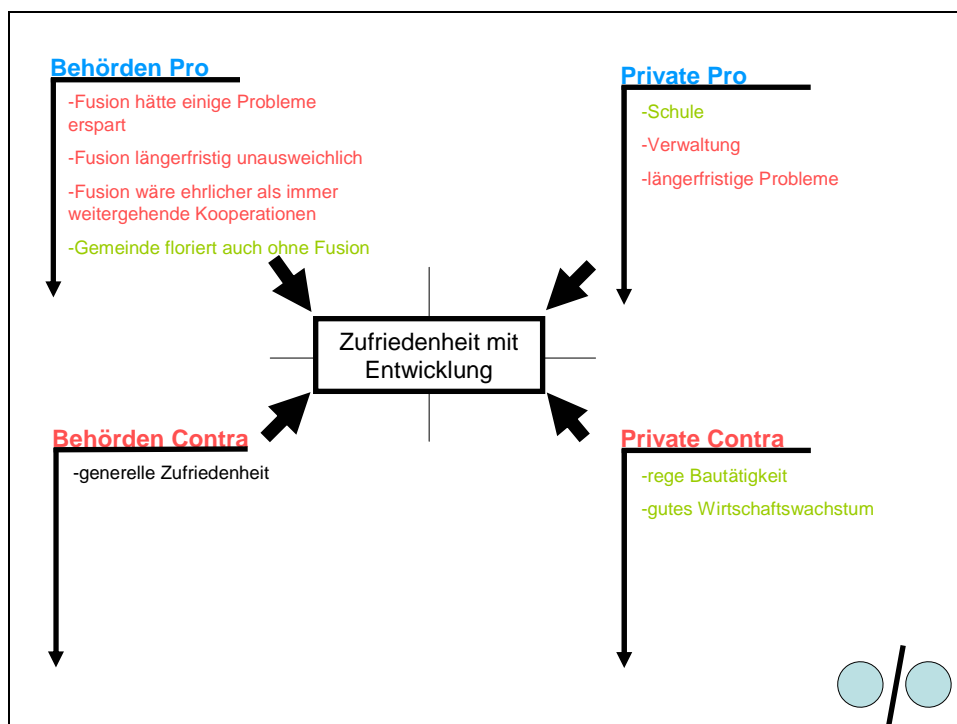 Behörden Pro
-Fusion hätte einige Probleme
erspart
-Fusion längerfristig unausweichlich
-Fusion wäre ehrlicher als immer
weitergehende Kooperationen
-Gemeinde floriert auch ohne Fusion
Private Pro
-Schule
-Verwaltung
-längerfristige Probleme
Zufriedenheit mit
Entwicklung
Behörden Contra
-generelle Zufriedenheit
Private Contra
-rege Bautätigkeit
-gutes Wirtschaftswachstum